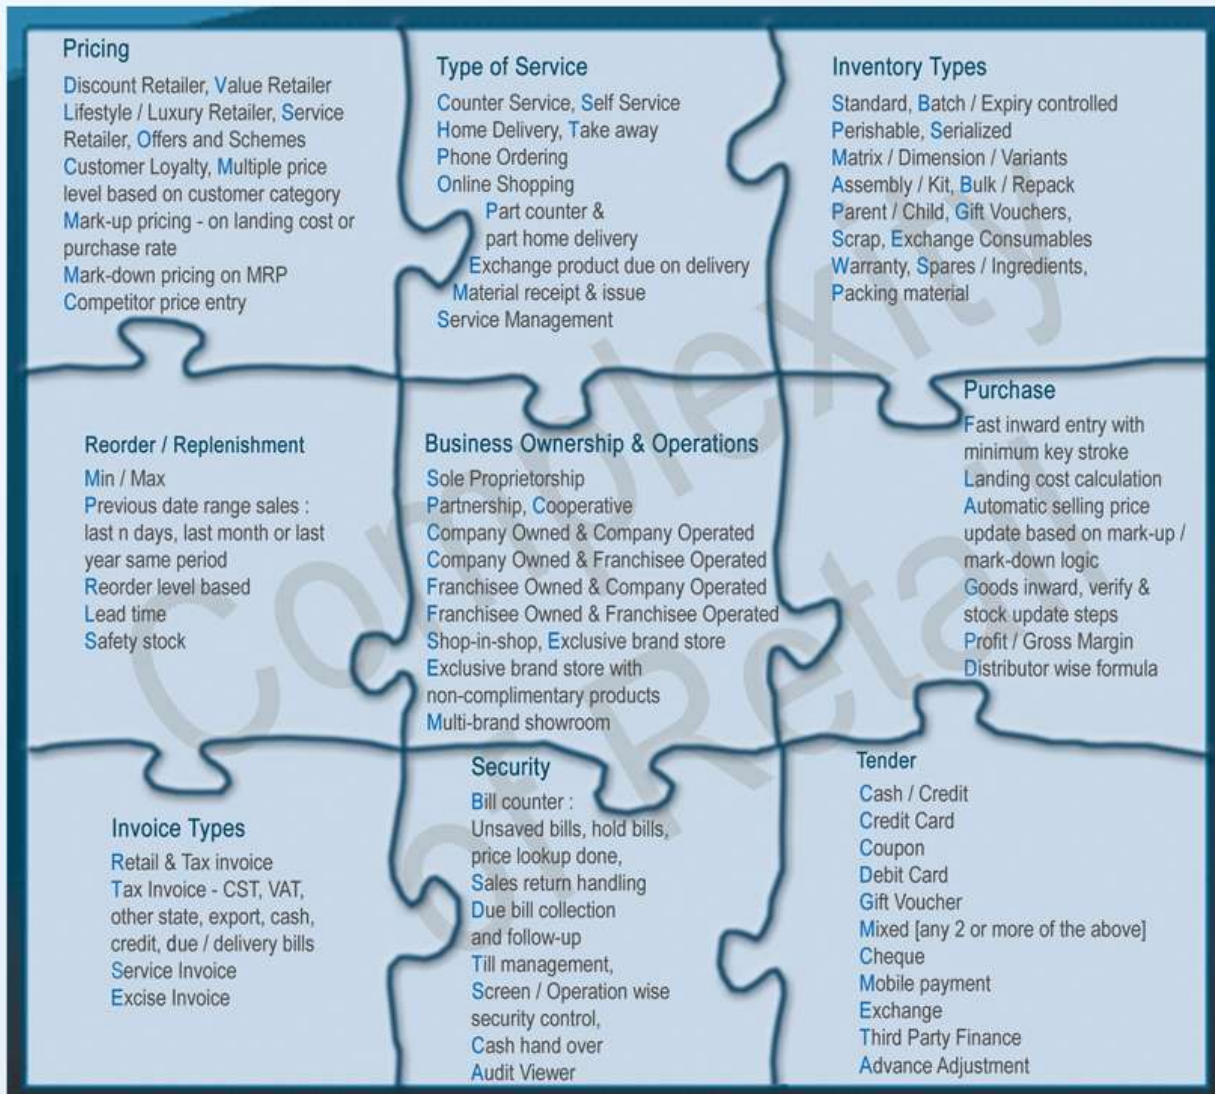 Pricing
Discount Retailer, Value Retailer
Lifestyle / Luxury Retailer, Service
Retailer, Offers and Schemes
Customer Loyalty, Multiple price
level based on customer category
Mark-up pricing - on landing cost or
purchase rate
Mark-down pricing on MRP
Competitor price entry
Type of Service
Counter Service, Self Service
Home Delivery, Take away
Phone Ordering
Online Shopping
Part counter &
part home delivery
Exchange product due on delivery
Material receipt & issue
Service Management
Inventory Types
Standard, Batch / Expiry controlled
Perishable, Serialized
Matrix / Dimension / Variants
Assembly / Kit, Bulk / Repack
Parent / Child, Gift Vouchers,
Scrap, Exchange Consumables
Warranty, Spares / Ingredients,
Packing material
Reorder / Replenishment
Min / Max
Previous date range sales :
last n days, last month or last
year same period
Reorder level based
Lead time
Safety stock
Business Ownership & Operations
Sole Proprietorship
Partnership, Cooperative
Company Owned & Company Operated
Company Owned & Franchisee Operated
Franchisee Owned & Company Operated
Franchisee Owned & Franchisee Operated
Shop-in-shop, Exclusive brand store
Exclusive brand store with
non-complimentary products
Multi-brand showroom
Purchase
Fast inward entry with
minimum key stroke
Landing cost calculation
Automatic selling price
update based on mark-up /
mark-down logic
Goods inward, verify &
stock update steps
Profit / Gross Margin
Distributor wise formula
Invoice Types
Retail & Tax invoice
Tax Invoice - CST, VAT,
other state, export, cash,
credit, due / delivery bills
Service Invoice
Excise Invoice
Security
Bill counter :
Unsaved bills, hold bills,
price lookup done,
Sales return handling
Due bill collection
and follow-up
Till management,
Screen / Operation wise
security control,
Cash hand over
Audit Viewer
Tender
Cash / Credit
Credit Card
Coupon
Debit Card
Gift Voucher
Mixed [any 2 or more of the above]
Cheque
Mobile payment
Exchange
Third Party Finance
Advance Adjustment
Complexity
of Retail